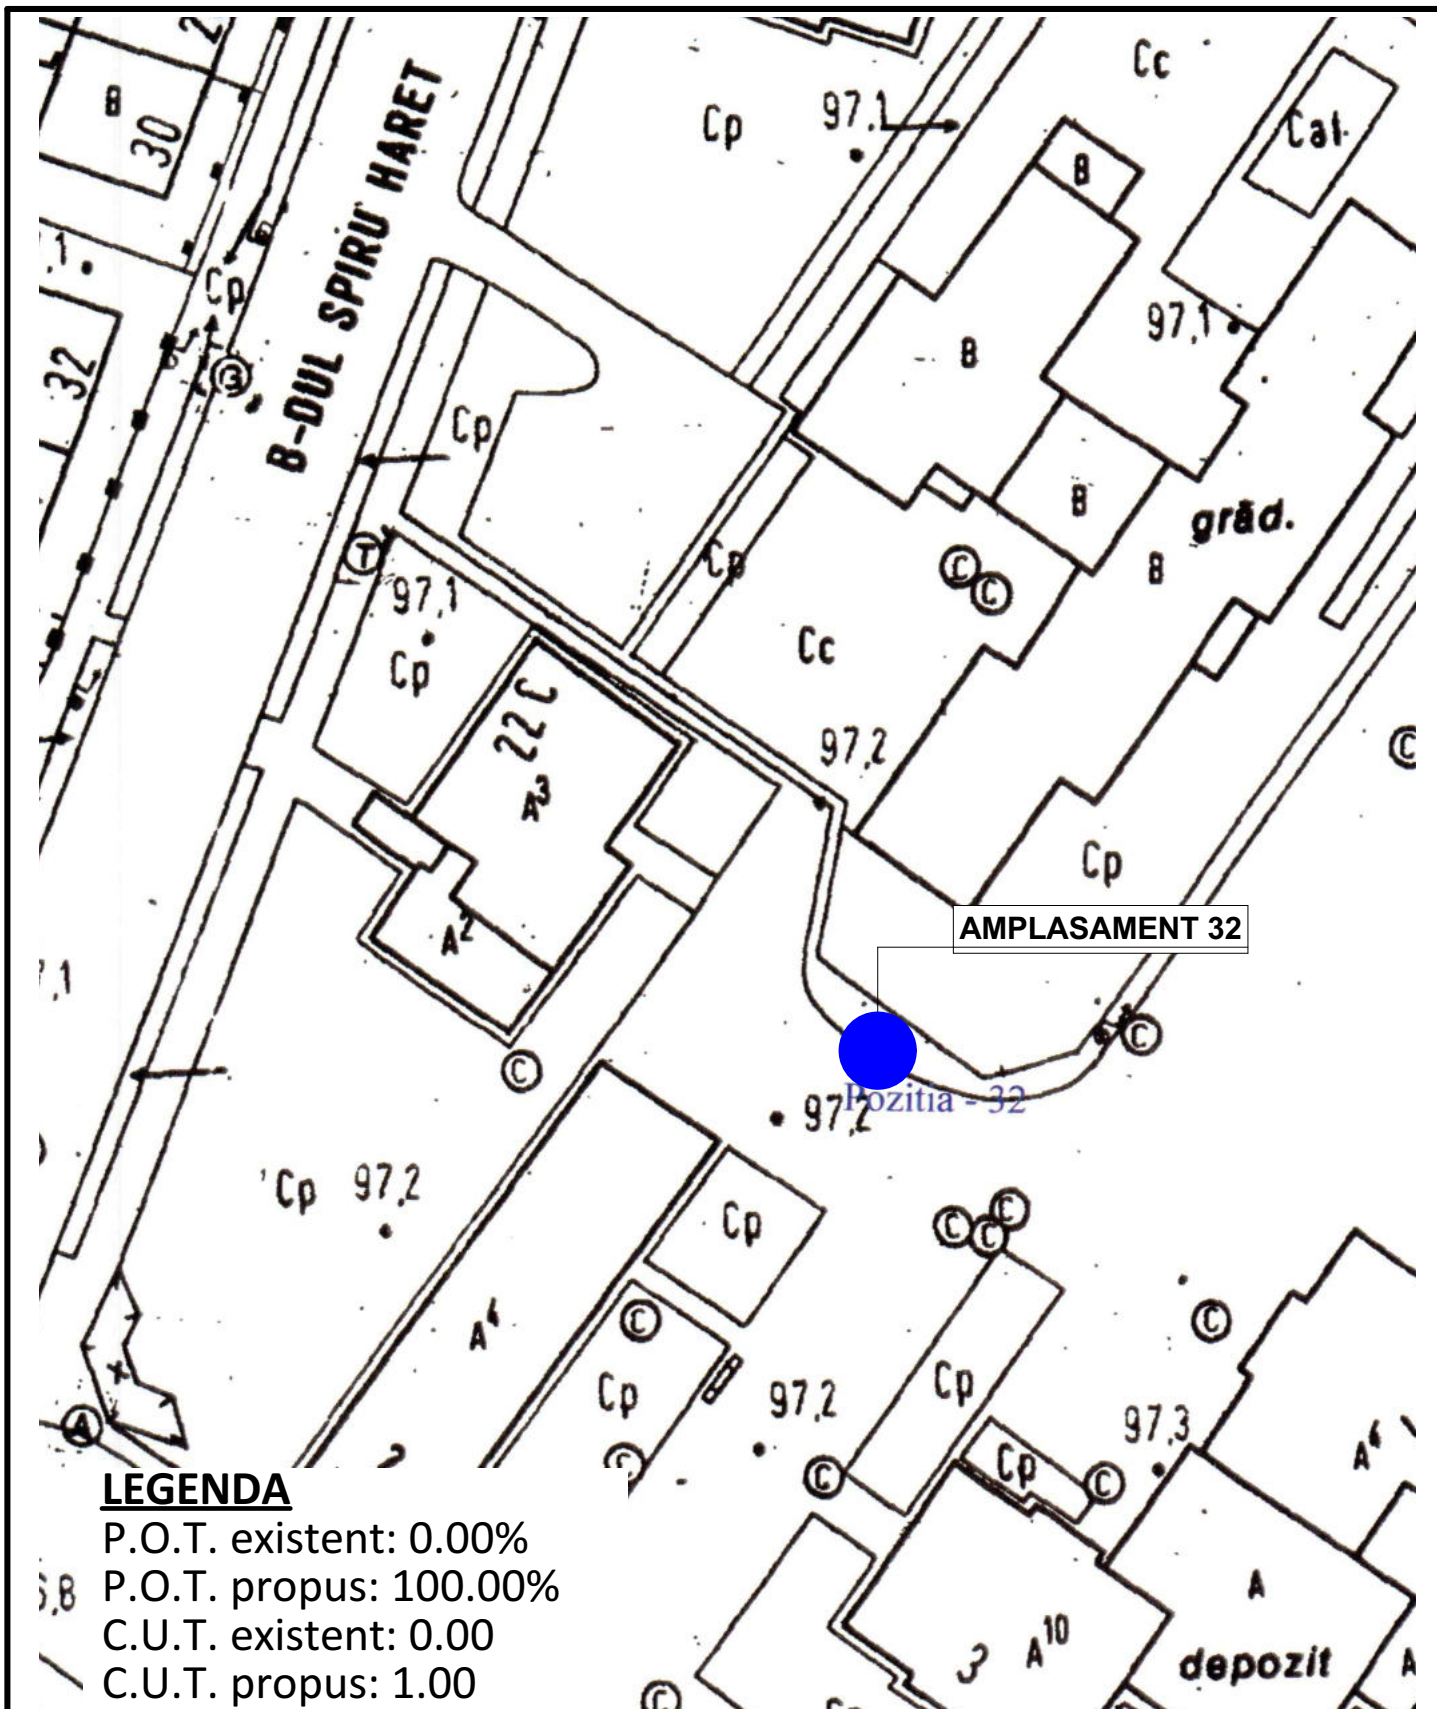 B
30
2
Cp
97.1
Cc
Cat
B
B-DUL SPIRU HARET
Cp
32
G
97,1
B
Cp
B
grăd.
B
T
97,1
Cp
Cp
C
C
Cc
22 C
A3
97,2
C
A2
Cp
AMPLASAMENT 32
C
C
Pozitia - 32
97,2
Cp
97,2
Cp
C
C
C
C
C
A4
Cp
Cp
97,2
97,3
A
C
C
Cp
C
A
LEGENDA
P.O.T. existent: 0.00%
P.O.T. propus: 100.00%
C.U.T. existent: 0.00
C.U.T. propus: 1.00
A
3
A10
depozit
A
C